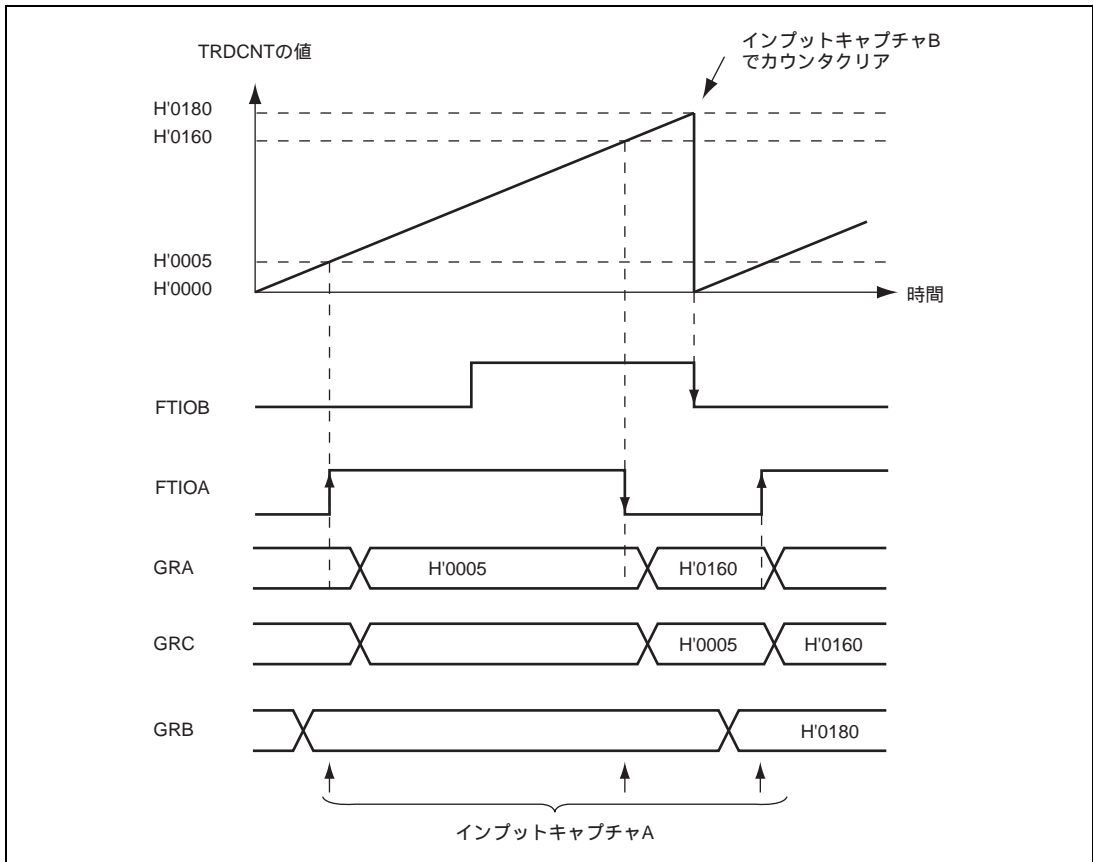 TRDCNTの値
インプットキャプチャB
でカウンタクリア
H'0180
H'0160
H'0005
H'0000
時間
FTIOB
FTIOA
GRA
H'0005
H'0160
GRC
H'0005
H'0160
GRB
H'0180
インプットキャプチャA